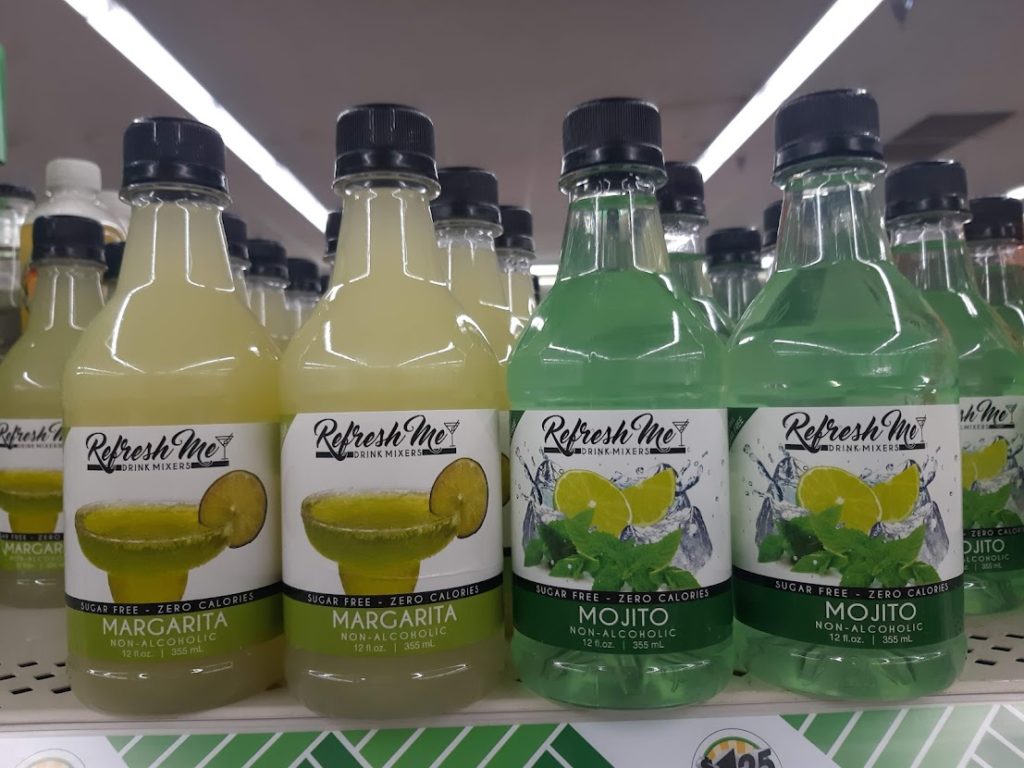 Refresh Me
DRINK MIXERS
SUGAR FREE - ZERO CALORIES
MARGARITA
NON-ALCOHOLIC
12 fl.oz. | 355 mL
Refresh Me
DRINK MIXERS
SUGAR FREE - ZERO CALORIES
MARGARITA
NON-ALCOHOLIC
12 fl.oz. | 355 mL
Refresh Me
DRINK MIXERS
SUGAR FREE - ZERO CALORIES
MOJITO
NON-ALCOHOLIC
12 fl.oz. | 355 mL
Refresh Me
DRINK MIXERS
SUGAR FREE - ZERO CALORIES
MOJITO
NON-ALCOHOLIC
12 fl.oz. | 355 mL
$1.25